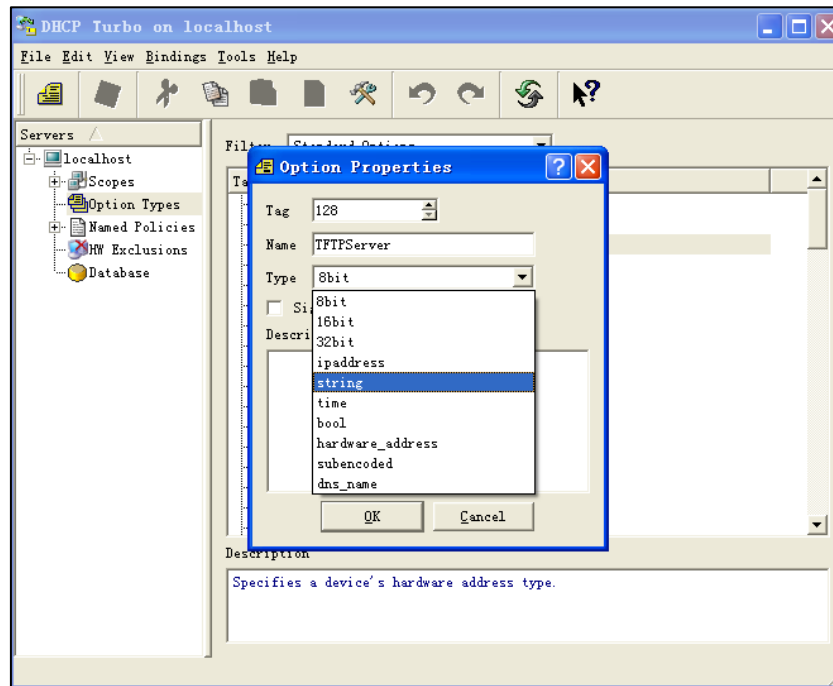 DHCP Turbo on localhost
File Edit View Bindings Tools Help
Servers
localhost
Scopes
Option Types
Named Policies
HW Exclusions
Database
Standard Options
Option Properties
Tag 128
Name TFTPServer
Type 8bit
8bit
16bit
32bit
ipaddress
string
time
bool
hardware_address
subencoded
dns_name
OK Cancel
Description
Specifies a device's hardware address type.